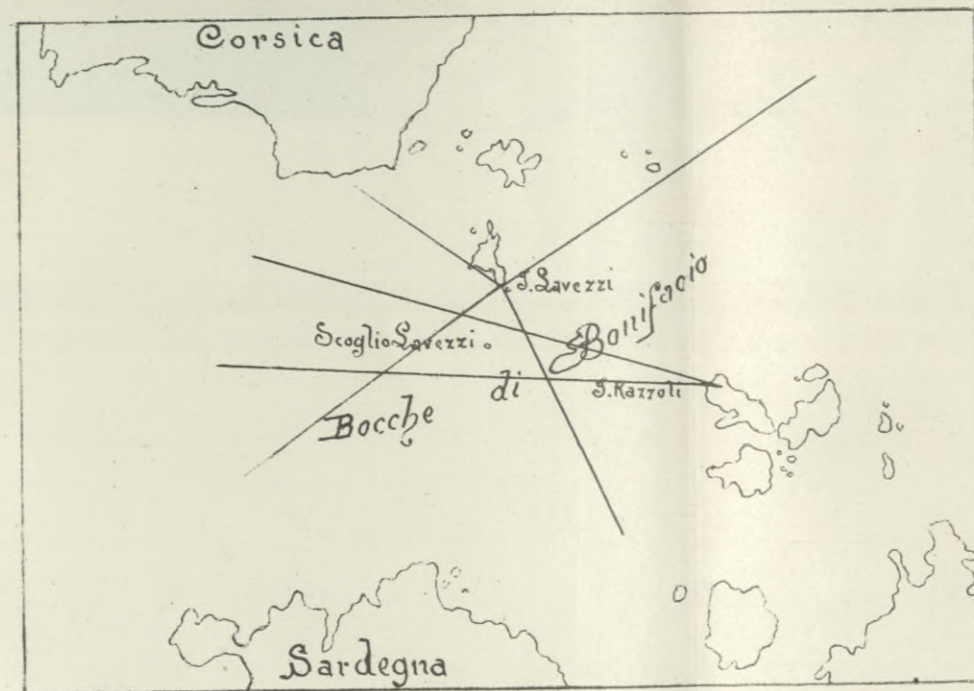 Corsica
I. Lavezzi
Scoglio Lavezzi
Bocche di Bonifacio
I. Razzoli
Sardegna